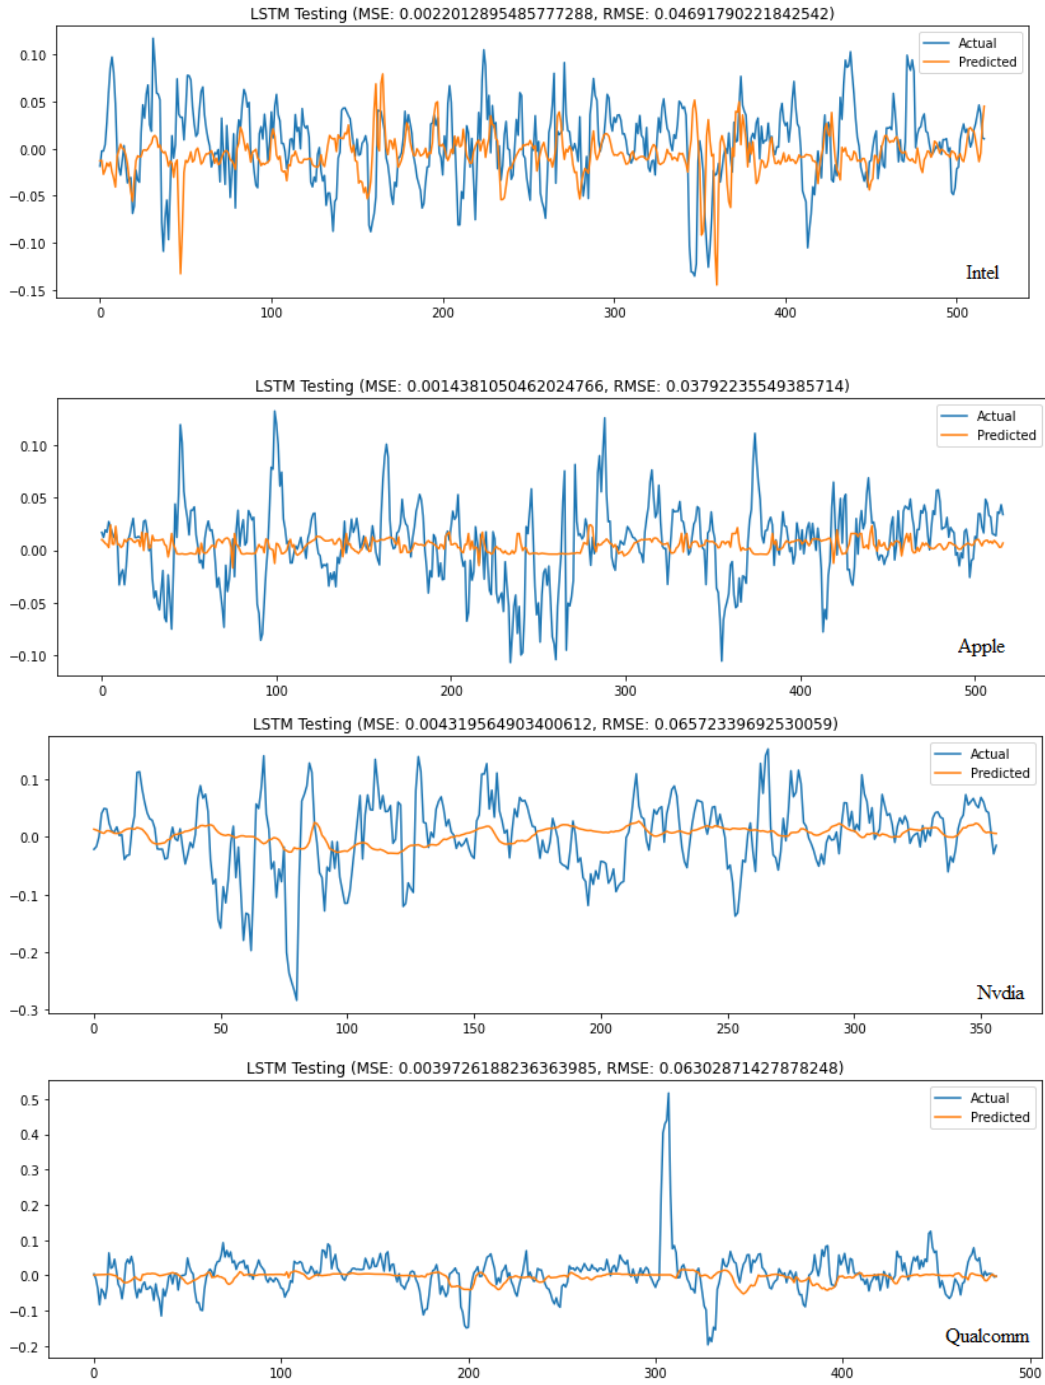 LSTM Testing (MSE: 0.0022012895485777288, RMSE: 0.04691790221842542)
Actual
Predicted
0.10
0.05
0.00
−0.05
−0.10
−0.15
Intel
0 100 200 300 400 500
LSTM Testing (MSE: 0.0014381050462024766, RMSE: 0.03792235549385714)
Actual
Predicted
0.10
0.05
0.00
−0.05
−0.10
Apple
0 100 200 300 400 500
LSTM Testing (MSE: 0.004319564903400612, RMSE: 0.06572339692530059)
Actual
Predicted
0.1
0.0
−0.1
−0.2
−0.3
Nvdia
0 50 100 150 200 250 300 350
LSTM Testing (MSE: 0.0039726188236363985, RMSE: 0.06302871427878248)
Actual
Predicted
0.5
0.4
0.3
0.2
0.1
0.0
−0.1
−0.2
Qualcomm
0 100 200 300 400 500